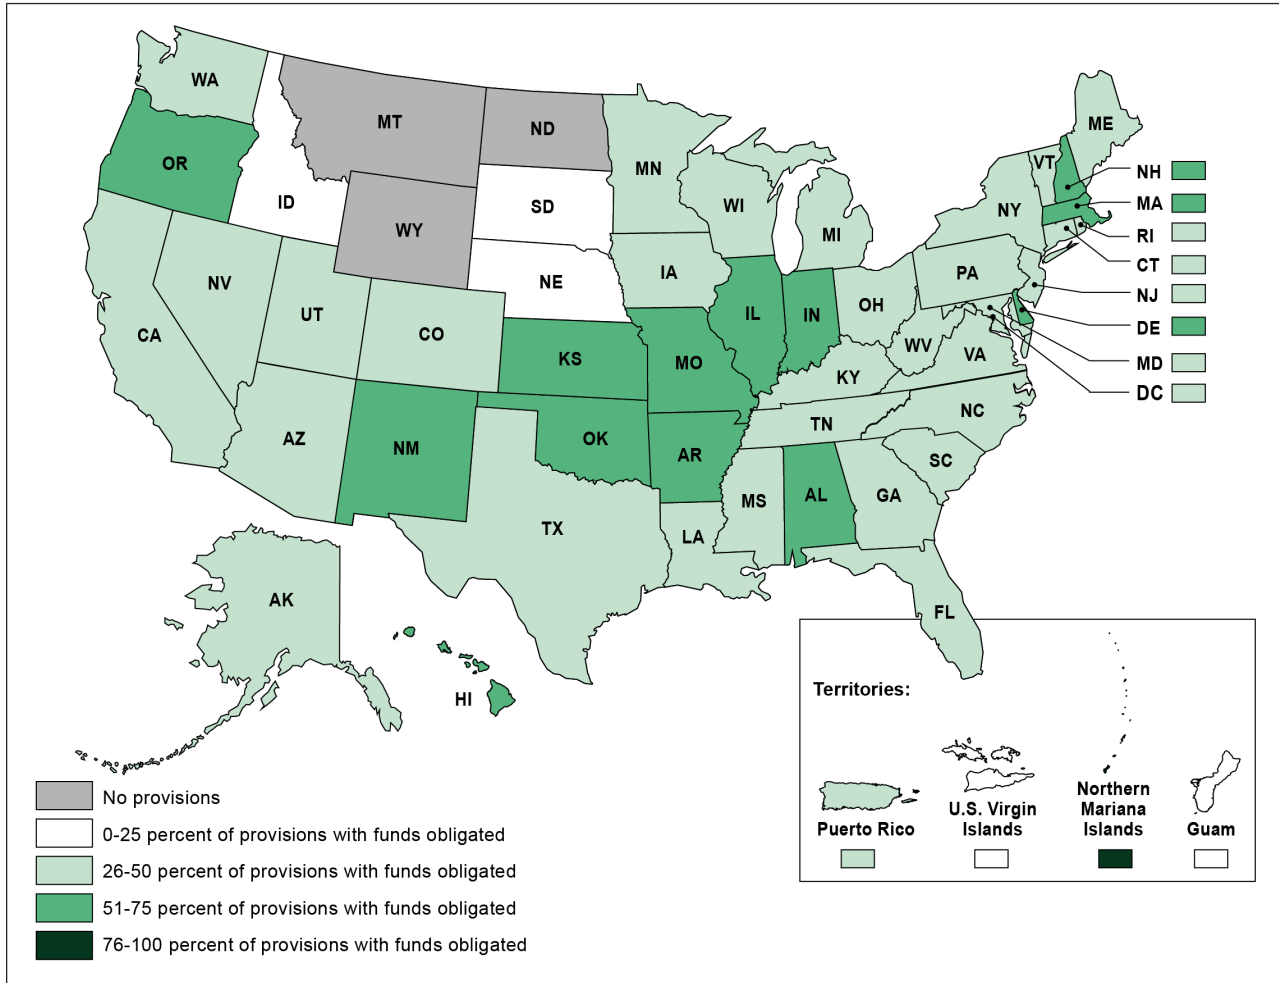 WA
MT
ND
OR
ID
WY
SD
NE
MN
WI
MI
IA
NV
UT
CO
CA
AZ
NM
KS
OK
TX
MO
AR
LA
IL
IN
OH
KY
TN
MS
AL
GA
SC
NC
VA
WV
PA
NY
VT
ME
NH
MA
RI
CT
NJ
DE
MD
DC
FL
AK
HI
Territories:
Puerto Rico
U.S. Virgin
Islands
Northern
Mariana
Islands
Guam
No provisions
0-25 percent of provisions with funds obligated
26-50 percent of provisions with funds obligated
51-75 percent of provisions with funds obligated
76-100 percent of provisions with funds obligated